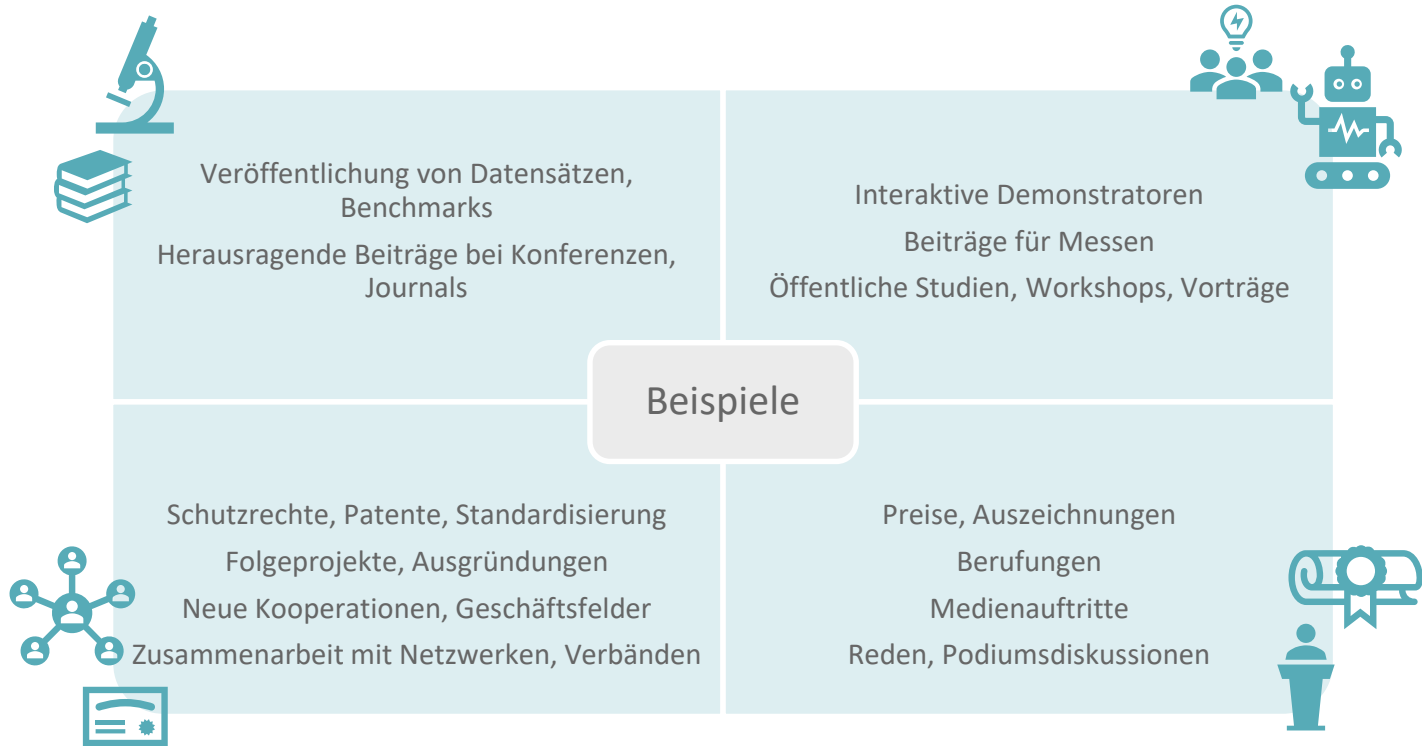 Veröffentlichung von Datensätzen,
Benchmarks
Herausragende Beiträge bei Konferenzen,
Journals
Interaktive Demonstratoren
Beiträge für Messen
Öffentliche Studien, Workshops, Vorträge
Beispiele
Schutzrechte, Patente, Standardisierung
Folgeprojekte, Ausgründungen
Neue Kooperationen, Geschäftsfelder
Zusammenarbeit mit Netzwerken, Verbänden
Preise, Auszeichnungen
Berufungen
Medienauftritte
Reden, Podiumsdiskussionen